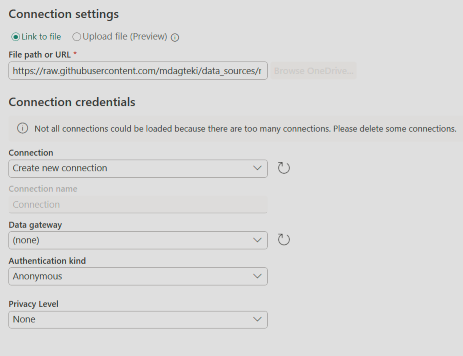 Connection settings
Link to file
Upload file (Preview)
File path or URL *
https://raw.githubusercontent.com/mdagteki/data_sources/r
Browse OneDrive...
Connection credentials
Not all connections could be loaded because there are too many connections. Please delete some connections.
Connection
Create new connection
Connection name
Connection
Data gateway
(none)
Authentication kind
Anonymous
Privacy Level
None